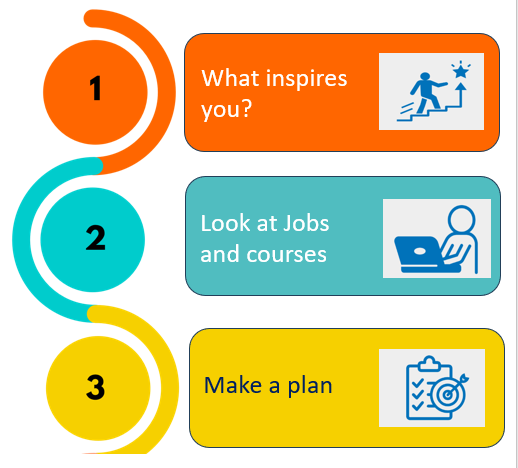 1
What inspires
you?
2
Look at Jobs
and courses
3
Make a plan